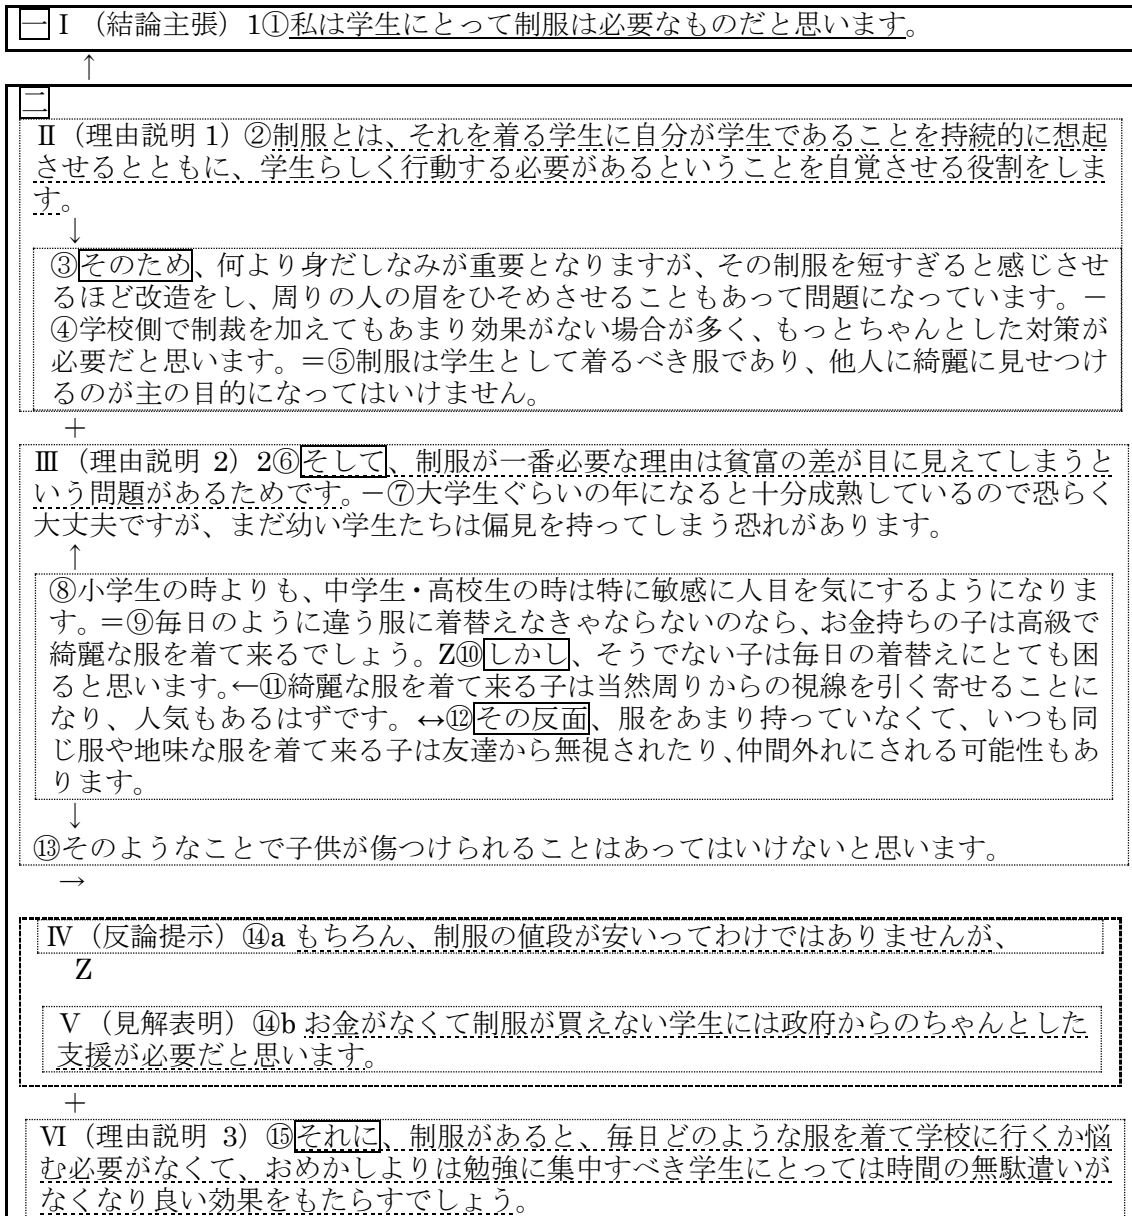 一 Ⅰ （結論主張）1①私は学生にとって制服は必要なものだと思います。
↑
二
Ⅱ（理由説明 1）②制服とは、それを着る学生に自分が学生であることを持続的に想起
させるとともに、学生らしく行動する必要があるということを自覚させる役割をしま
す。
↓
③そのため、何より身だしなみが重要となりますが、その制服を短すぎると感じさせ
るほど改造をし、周りの人の眉をひそめさせることもあって問題になっています。－
④学校側で制裁を加えてもあまり効果がない場合が多く、もっとちゃんとした対策が
必要だと思います。＝⑤制服は学生として着るべき服であり、他人に綺麗に見せつけ
るのが主の目的になってはいけません。
＋
Ⅲ（理由説明 2）2⑥そして、制服が一番必要な理由は貧富の差が目に見えてしまうと
いう問題があるためです。－⑦大学生ぐらいの年になると十分成熟しているので恐らく
大丈夫ですが、まだ幼い学生たちは偏見を持ってしまう恐れがあります。
↑
⑧小学生の時よりも、中学生・高校生の時は特に敏感に人目を気にするようになりま
す。＝⑨毎日のように違う服に着替えなきゃならないのなら、お金持ちの子は高級で
綺麗な服を着て来るでしょう。Z⑩しかし、そうでない子は毎日の着替えにとても困
ると思います。←⑪綺麗な服を着て来る子は当然周りからの視線を引く寄せることに
なり、人気もあるはずです。↔⑫その反面、服をあまり持っていなくて、いつも同
じ服や地味な服を着て来る子は友達から無視されたり、仲間外れにされる可能性もあ
ります。
↓
⑬そのようなことで子供が傷つけられることはあってはいけないと思います。
→
Ⅳ（反論提示）⑭a もちろん、制服の値段が安いってわけではありませんが、
Z
Ⅴ（見解表明）⑭b お金がなくて制服が買えない学生には政府からのちゃんとした
支援が必要だと思います。
＋
Ⅵ（理由説明 3）⑮それに、制服があると、毎日どのような服を着て学校に行くか悩
む必要がなくて、おめかしよりは勉強に集中すべき学生にとっては時間の無駄遣いが
なくなり良い効果をもたらすでしょう。